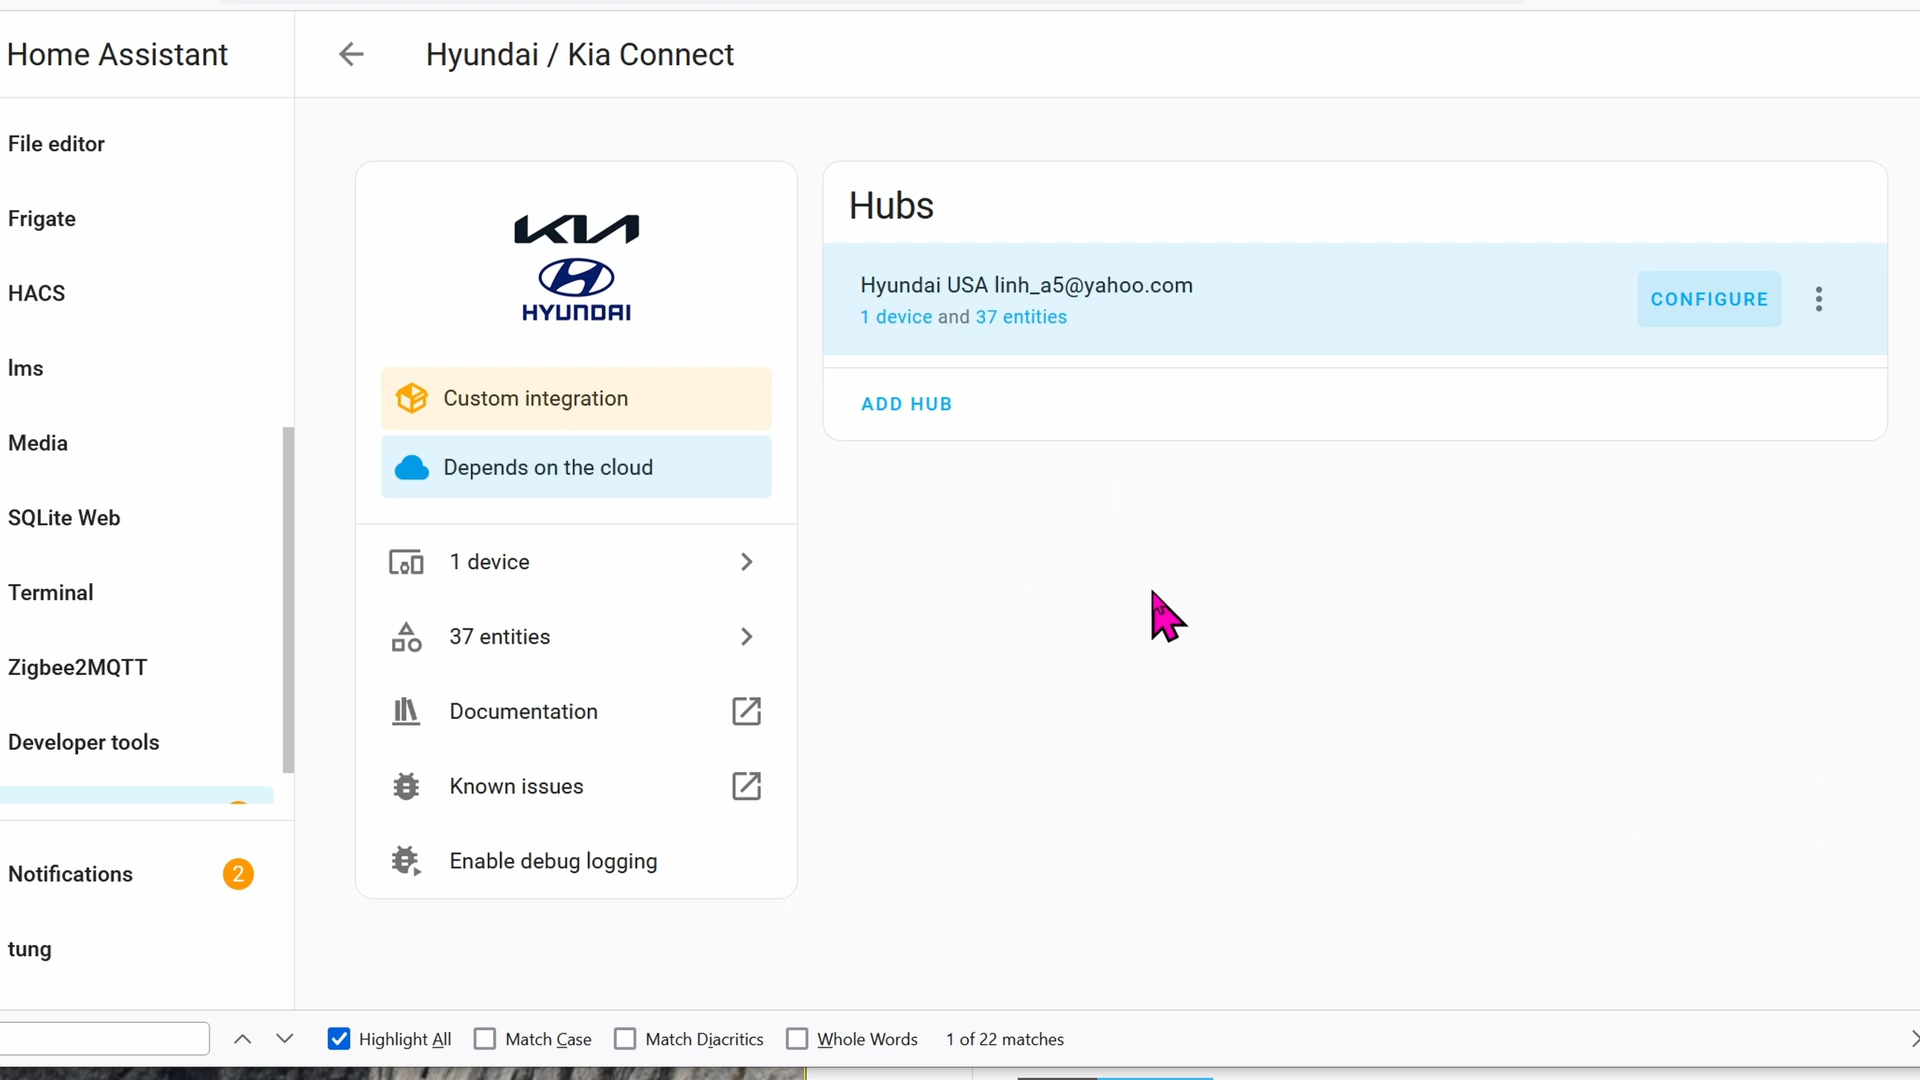 Home Assistant
Hyundai / Kia Connect
File editor
Frigate
HACS
lms
Media
SQLite Web
Terminal
Zigbee2MQTT
Developer tools
Notifications
2
tung
KIA
HYUNDAI
Custom integration
Depends on the cloud
1 device
37 entities
Documentation
Known issues
Enable debug logging
Hubs
Hyundai USA linh_a5@yahoo.com
1 device and 37 entities
CONFIGURE
ADD HUB
Highlight All
Match Case
Match Diacritics
Whole Words
1 of 22 matches